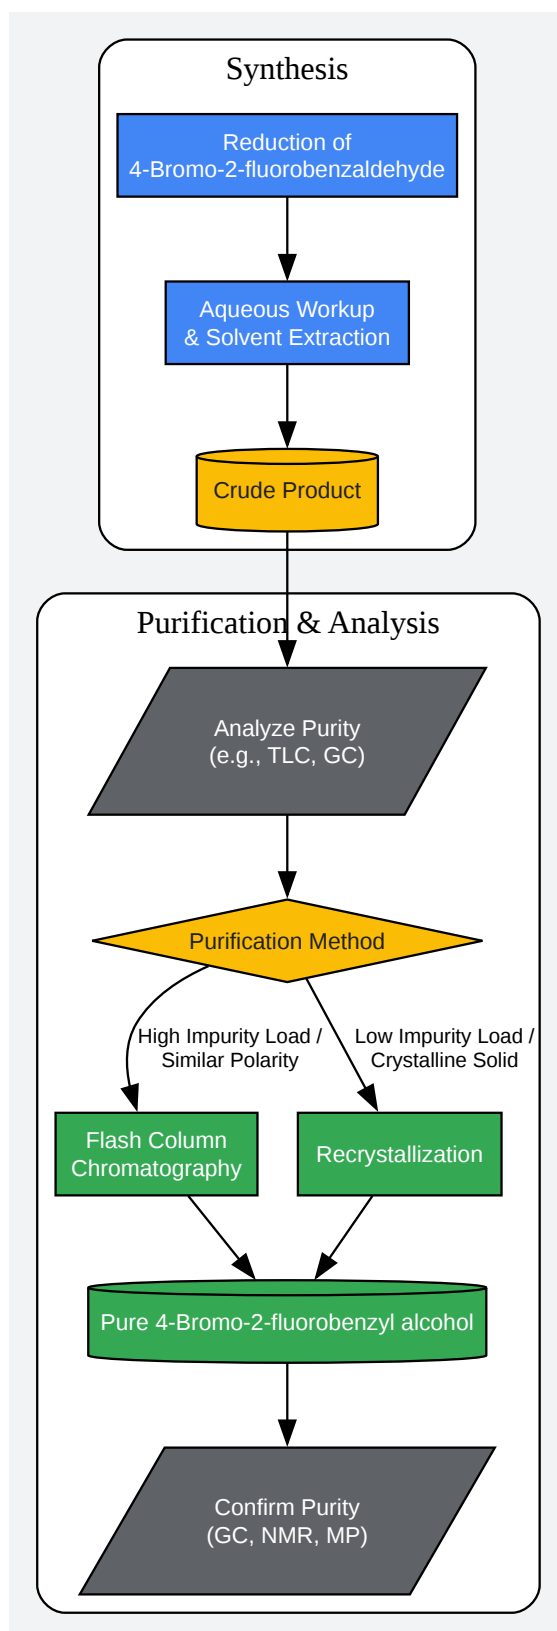 Synthesis
Reduction of
4-Bromo-2-fluorobenzaldehyde
Aqueous Workup
& Solvent Extraction
Crude Product
Purification & Analysis
Analyze Purity
(e.g., TLC, GC)
Purification Method
High Impurity Load /
Similar Polarity
Low Impurity Load /
Crystalline Solid
Flash Column
Chromatography
Recrystallization
Pure 4-Bromo-2-fluorobenzyl alcohol
Confirm Purity
(GC, NMR, MP)